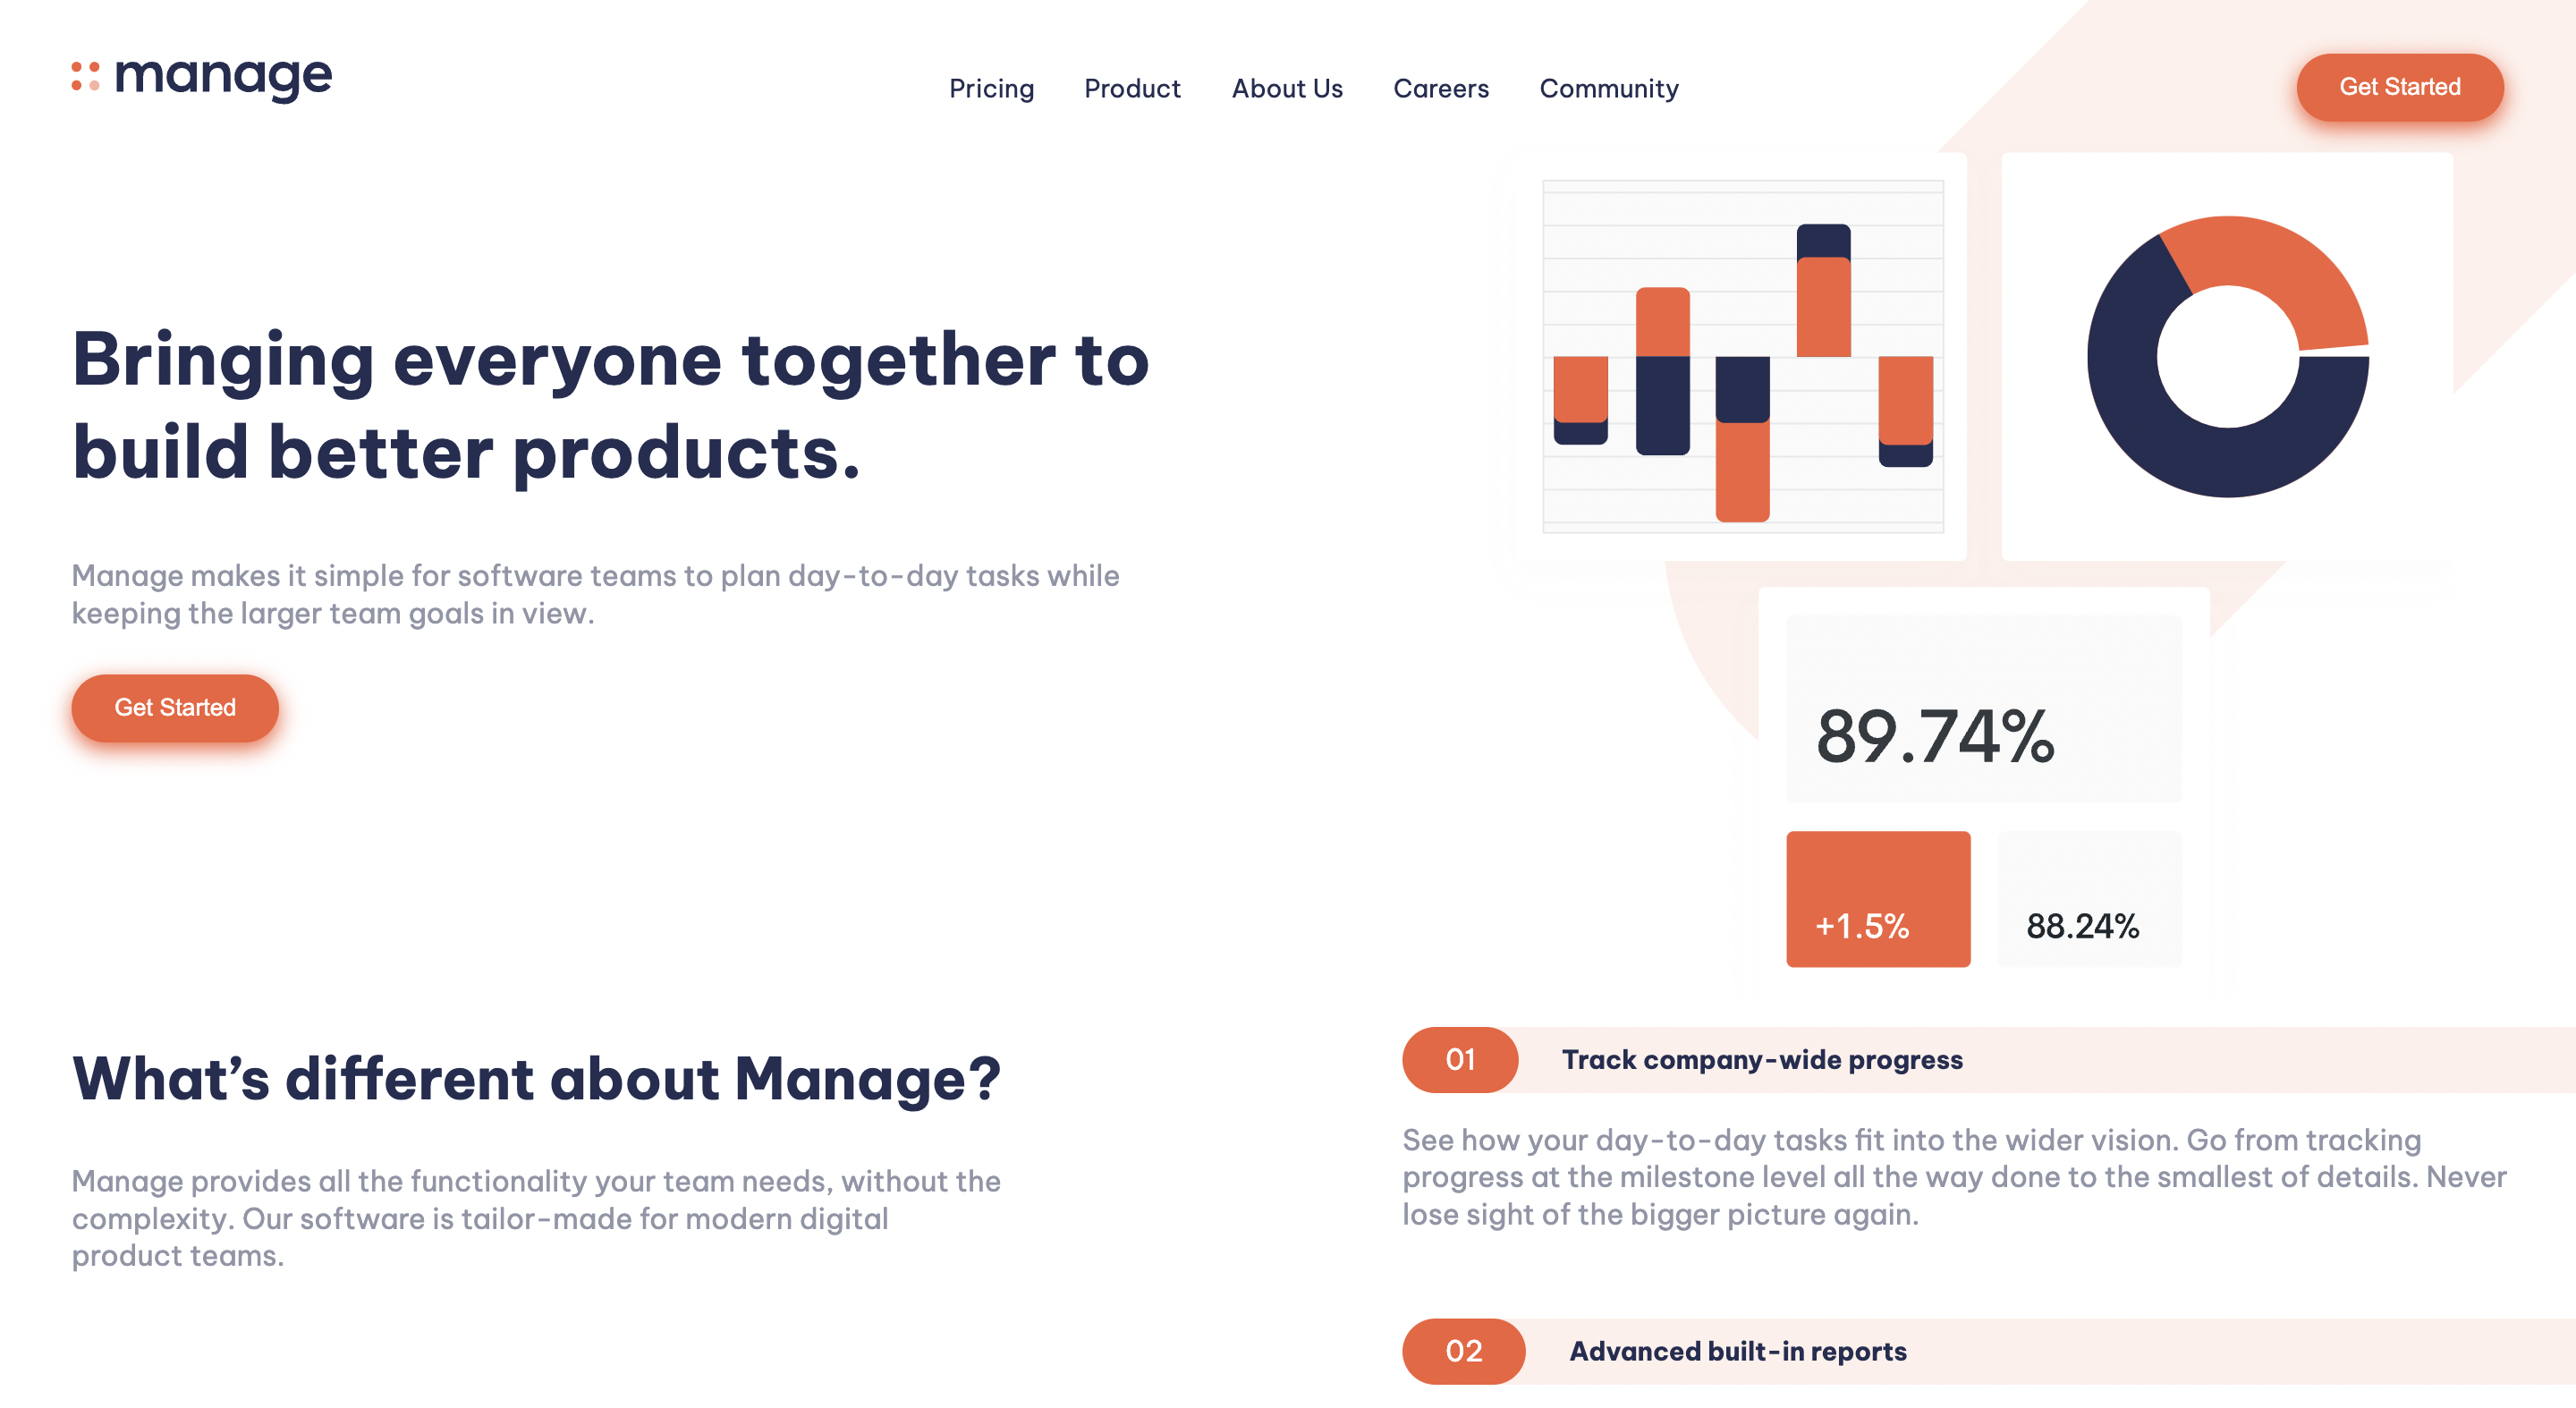 manage
Pricing
Product
About Us
Careers
Community
Get Started
Bringing everyone together to
build better products.
Manage makes it simple for software teams to plan day-to-day tasks while
keeping the larger team goals in view.
Get Started
89.74%
+1.5%
88.24%
What’s different about Manage?
Manage provides all the functionality your team needs, without the
complexity. Our software is tailor-made for modern digital
product teams.
01 Track company-wide progress
See how your day-to-day tasks fit into the wider vision. Go from tracking
progress at the milestone level all the way done to the smallest of details. Never
lose sight of the bigger picture again.
02 Advanced built-in reports